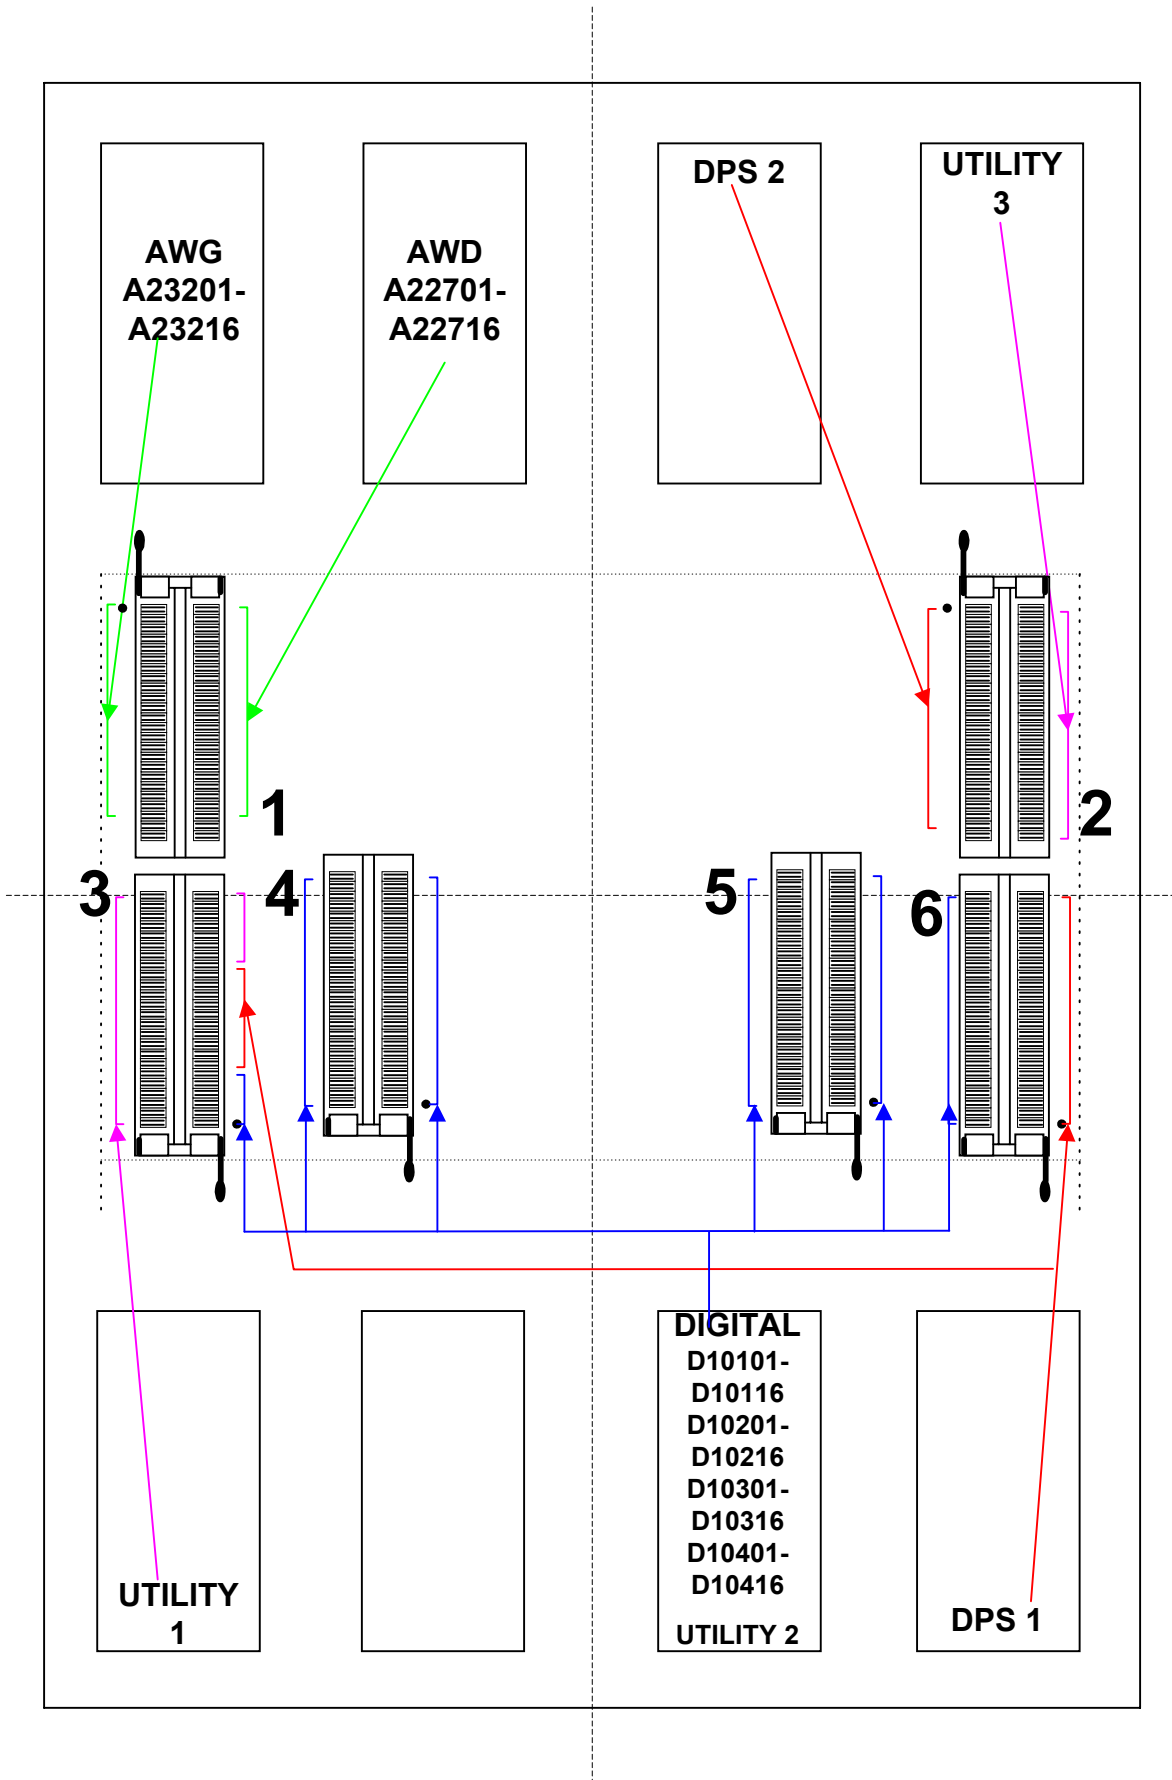 AWG
A23201-
A23216
AWD
A22701-
A22716
DPS 2
UTILITY
3
1
2
3
4
5
6
UTILITY
1
DIGITAL
D10101-
D10116
D10201-
D10216
D10301-
D10316
D10401-
D10416
UTILITY 2
DPS 1